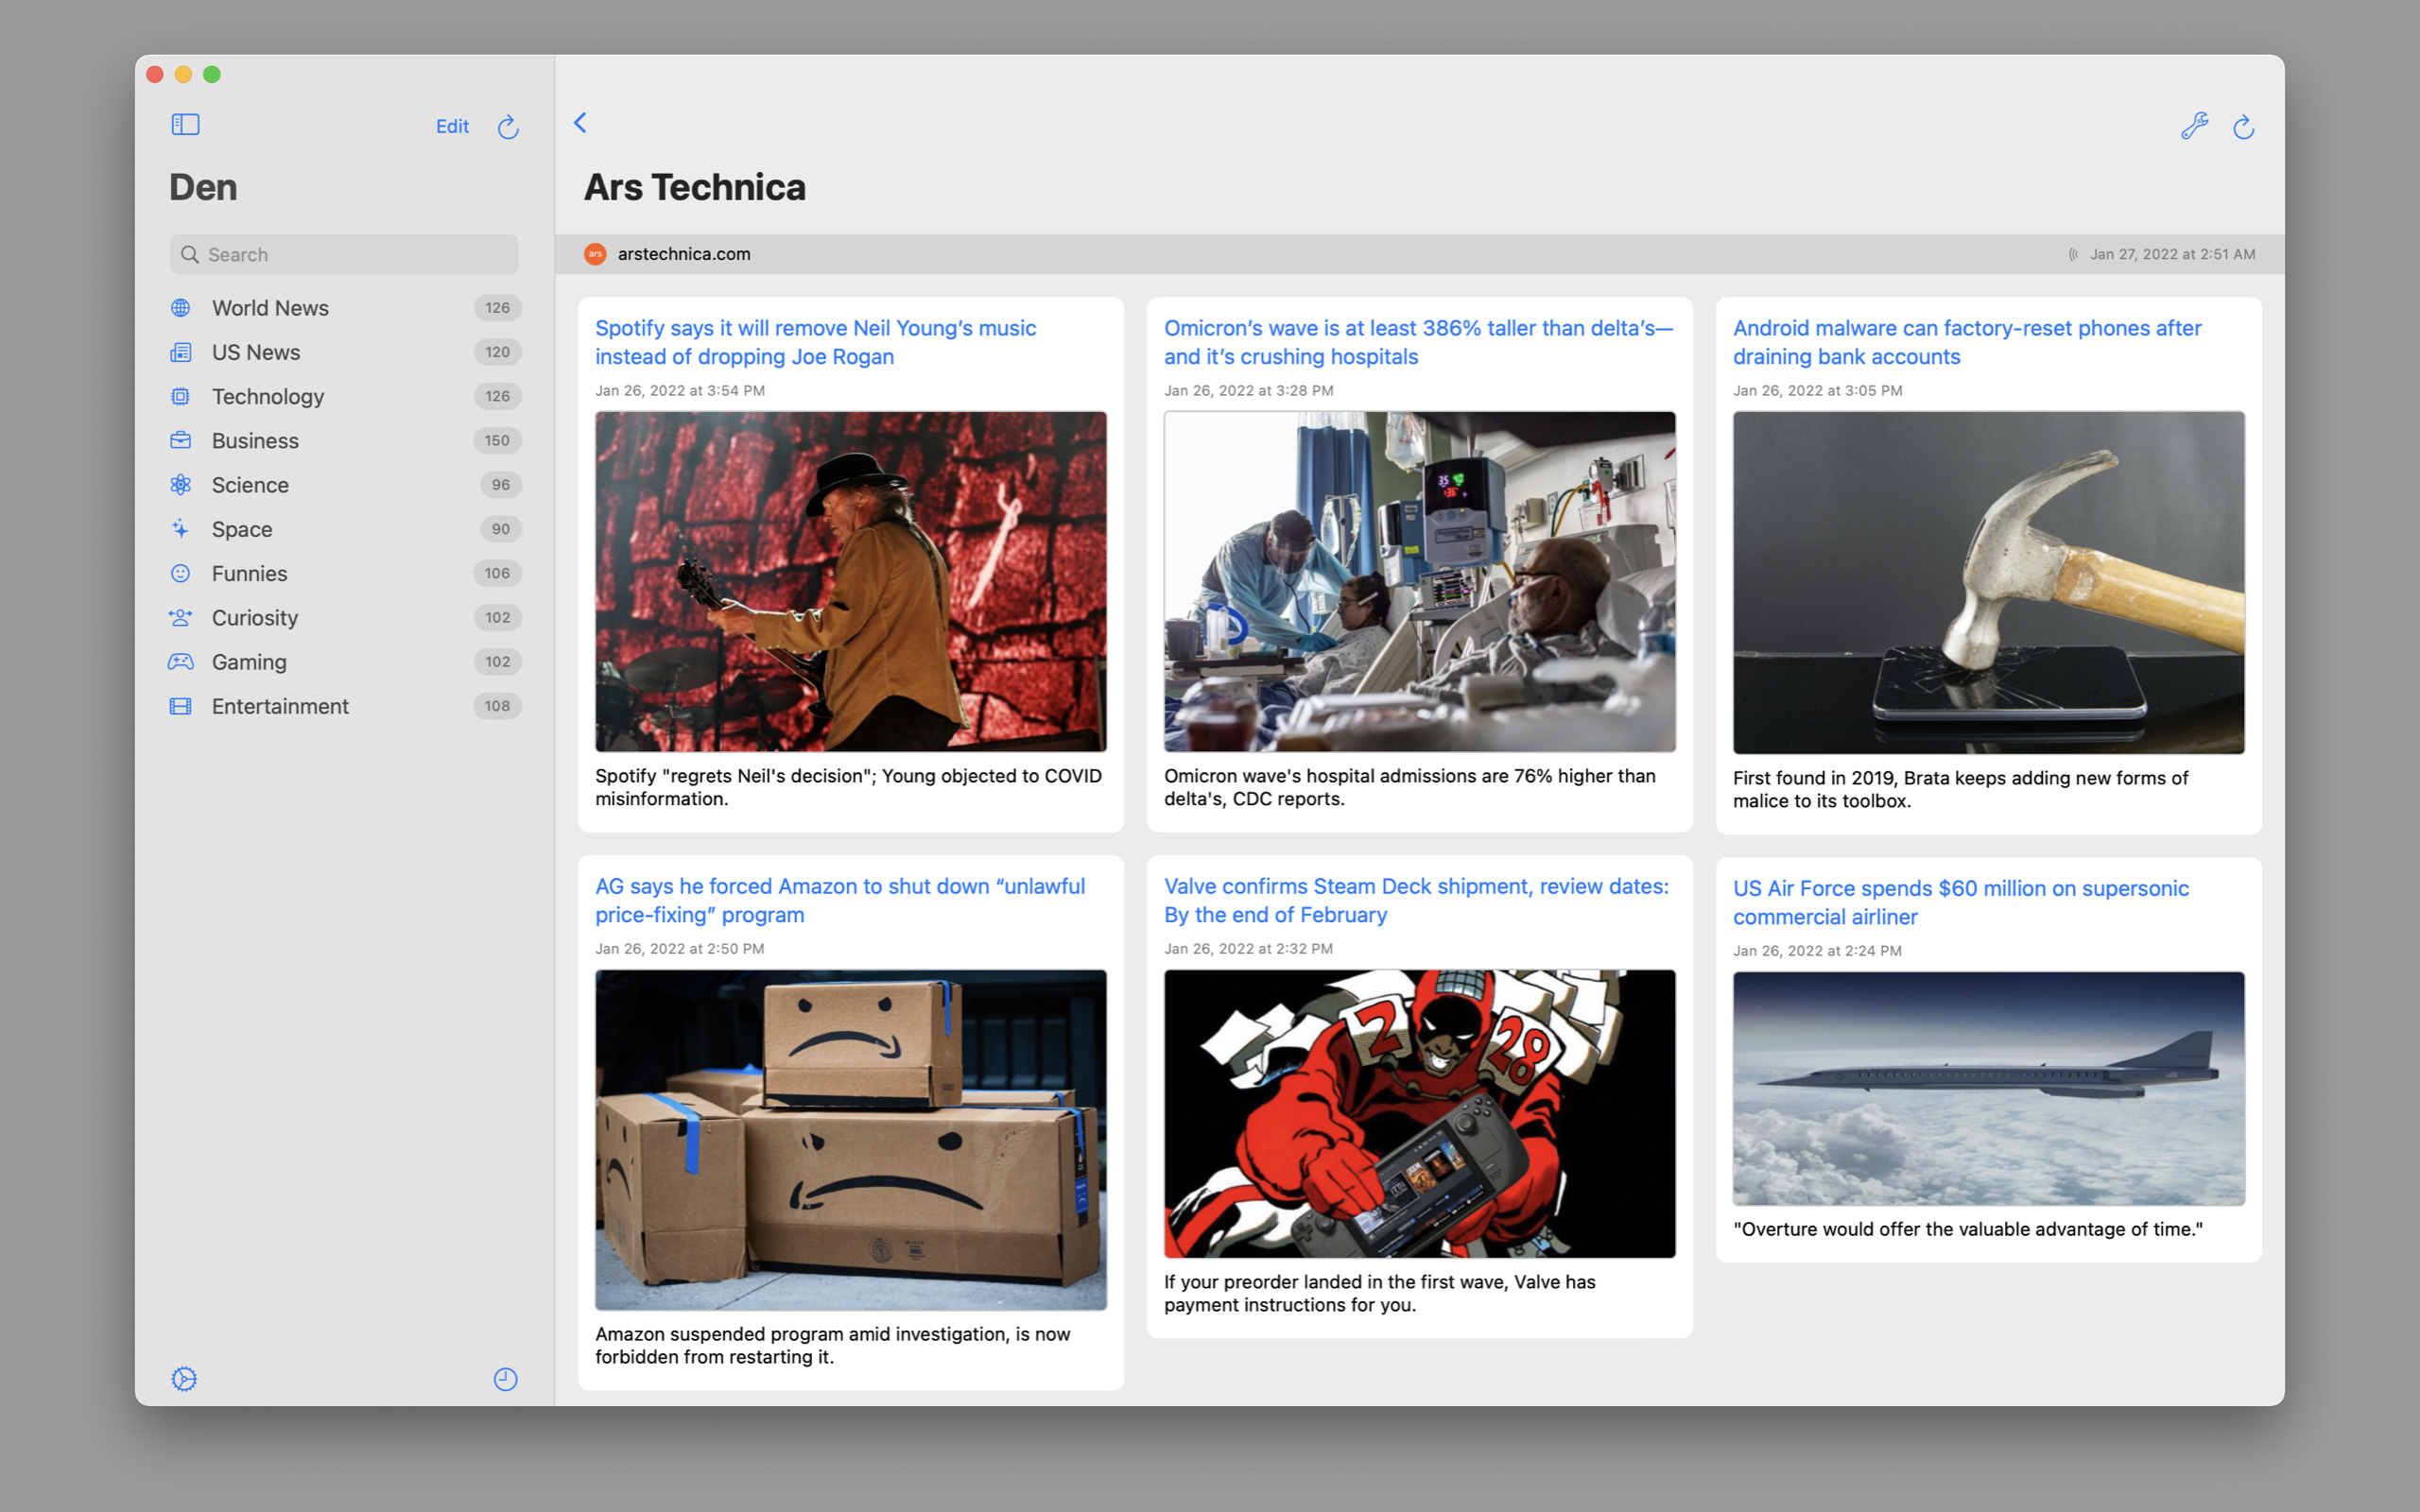 Edit
Den
Search
World News 126
US News 120
Technology 126
Business 150
Science 96
Space 90
Funnies 106
Curiosity 102
Gaming 102
Entertainment 108
Ars Technica
ars arstechnica.com
Jan 27, 2022 at 2:51 AM
Spotify says it will remove Neil Young’s music
instead of dropping Joe Rogan
Jan 26, 2022 at 3:54 PM
Spotify "regrets Neil's decision"; Young objected to COVID
misinformation.
Omicron’s wave is at least 386% taller than delta’s—
and it’s crushing hospitals
Jan 26, 2022 at 3:28 PM
Omicron wave's hospital admissions are 76% higher than
delta's, CDC reports.
Android malware can factory-reset phones after
draining bank accounts
Jan 26, 2022 at 3:05 PM
First found in 2019, Brata keeps adding new forms of
malice to its toolbox.
AG says he forced Amazon to shut down “unlawful
price-fixing” program
Jan 26, 2022 at 2:50 PM
Amazon suspended program amid investigation, is now
forbidden from restarting it.
Valve confirms Steam Deck shipment, review dates:
By the end of February
Jan 26, 2022 at 2:32 PM
2 28
If your preorder landed in the first wave, Valve has
payment instructions for you.
US Air Force spends $60 million on supersonic
commercial airliner
Jan 26, 2022 at 2:24 PM
"Overture would offer the valuable advantage of time."